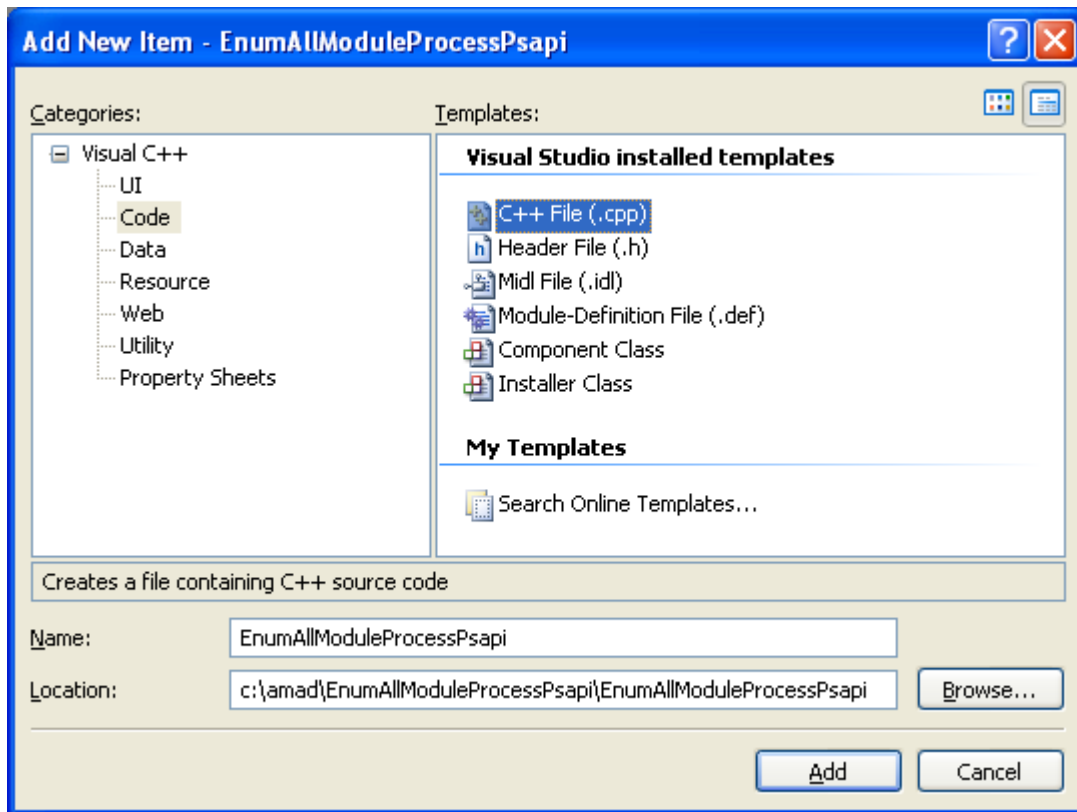 Add New Item - EnumAllModuleProcessPsapi
Categories:
Templates:
Visual C++
UI
Code
Data
Resource
Web
Utility
Property Sheets
Visual Studio installed templates
C++ File (.cpp)
Header File (.h)
Midl File (.idl)
Module-Definition File (.def)
Component Class
Installer Class
My Templates
Search Online Templates...
Creates a file containing C++ source code
Name:
EnumAllModuleProcessPsapi
Location:
c:\amad\EnumAllModuleProcessPsapi\EnumAllModuleProcessPsapi
Browse...
Add
Cancel